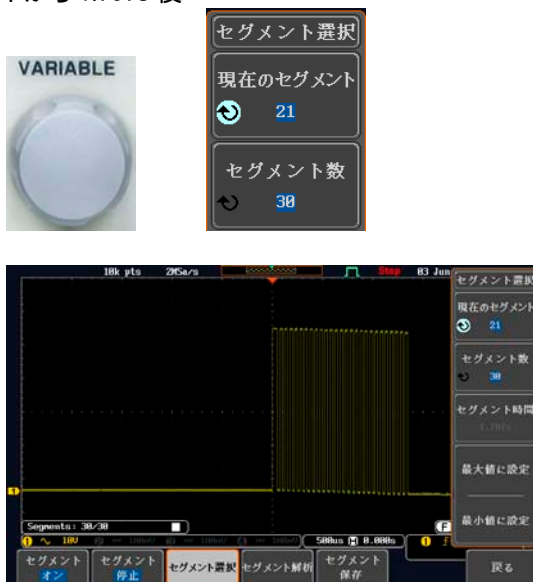 VARIABLE
セグメント選択
現在のセグメント
21
セグメント数
30
10k pts 2MSa/s Stop 03 Jun
セグメント選択
現在のセグメント
21
セグメント数
30
セグメント時間
最大値に設定
最小値に設定
Segments: 30/30
F
1 10V 500us H 0.000s 1
セグメント
オン
セグメント
停止
セグメント選択
セグメント解析
セグメント
保存
戻る